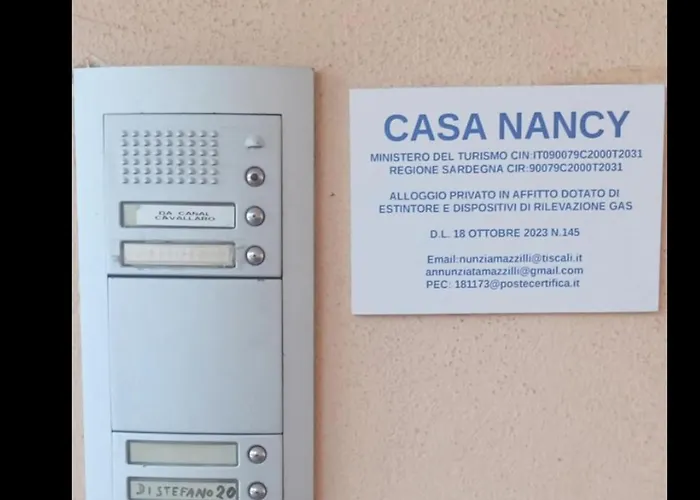 DA CANAL
CAVALLARO
DISTEFANO 20
CASA NANCY
MINISTERO DEL TURISMO CIN:IT090079C2000T2031
REGIONE SARDEGNA CIR:90079C2000T2031
ALLOGGIO PRIVATO IN AFFITTO DOTATO DI
ESTINTORE E DISPOSITIVI DI RILEVAZIONE GAS
D.L. 18 OTTOBRE 2023 N.145
Email:nunziamazzilli@tiscali.it
annunziatamazzilli@gmail.com
PEC: 181173@postecertifica.it